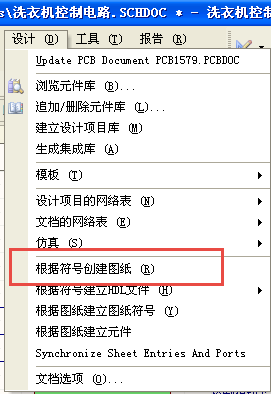 s\洗衣机控制电路.SCHDOC * - 洗衣机控制电
设计 (D) 工具 (T) 报告 (R)
Update PCB Document PCB1579.PCBDOC
浏览元件库 (B)...
追加/删除元件库 (L)...
建立设计项目库 (M)
生成集成库 (A)
模板 (T)
设计项目的网络表 (N)
文档的网络表 (E)
仿真 (S)
根据符号创建图纸 (R)
根据符号建立HDL文件 (H)
根据图纸建立图纸符号 (Y)
根据图纸建立元件
Synchronize Sheet Entries And Ports
文档选项 (O)...